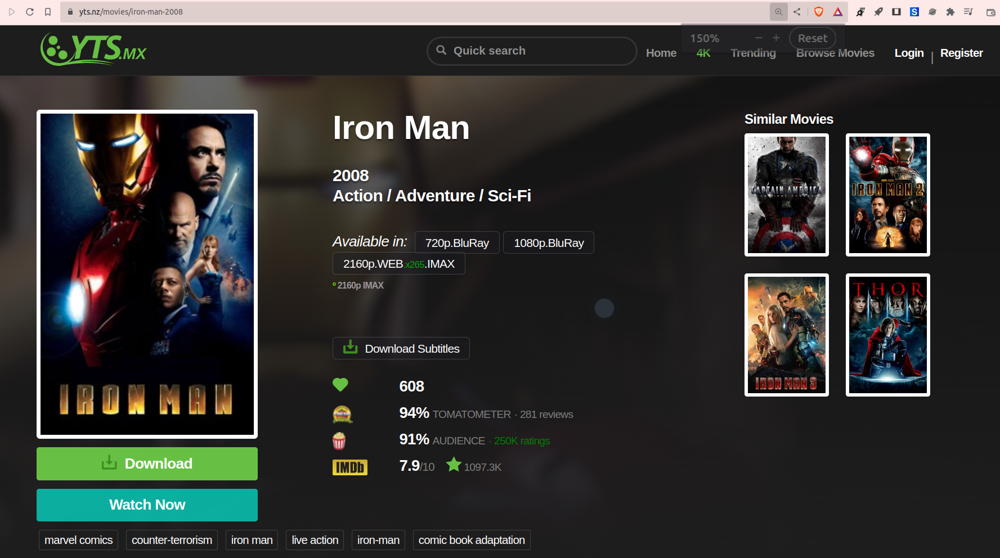 yts.nz/movies/iron-man-2008
150%
Reset
YTS.MX
Quick search
Home
4K
Trending
Browse Movies
Login
|
Register
Iron Man
2008
Action / Adventure / Sci-Fi
Available in:
720p.BluRay
1080p.BluRay
2160p.WEB.x265.IMAX
º 2160p IMAX
Download Subtitles
608
94% TOMATOMETER · 281 reviews
91% AUDIENCE · 250K ratings
IMDb
7.9/10
1097.3K
IRON MAN
Download
Watch Now
marvel comics
counter-terrorism
iron man
live action
iron-man
comic book adaptation
Similar Movies
CAPTAIN AMERICA
IRON MAN 2
IRON MAN 3
THOR